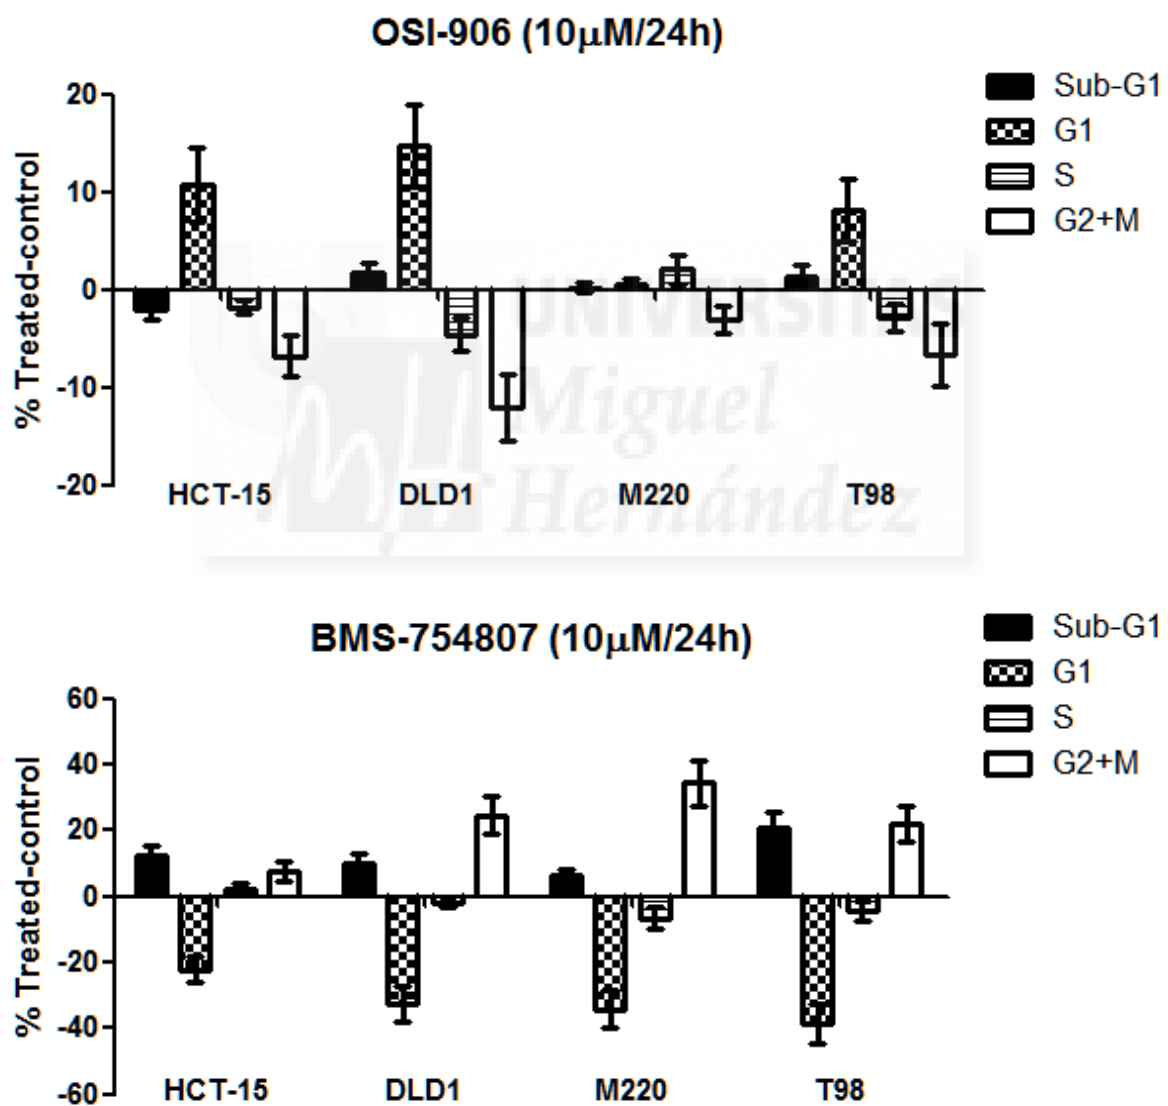 OSI-906 (10μM/24h)
Sub-G1
G1
S
G2+M
% Treated-control
20
10
0
-10
-20
HCT-15 DLD1 M220 T98
UNIVERSITAS
Miguel
Hernández
BMS-754807 (10μM/24h)
Sub-G1
G1
S
G2+M
% Treated-control
60
40
20
0
-20
-40
-60
HCT-15 DLD1 M220 T98